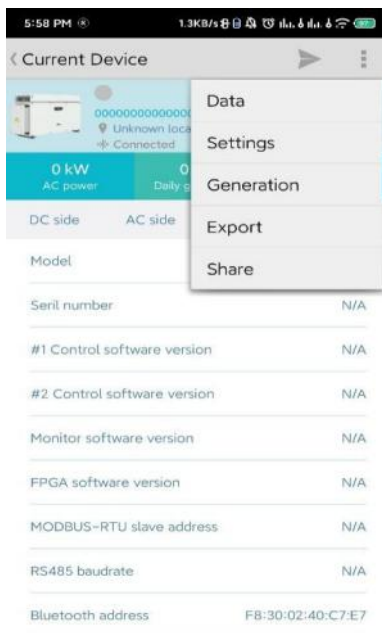 5:58 PM
1.3KB/s
Current Device
Data
Settings
Generation
Export
Share
Unknown loca
Connected
0 kW
AC power
0
Daily g
DC side
AC side
Model
Seril number
N/A
#1 Control software version
N/A
#2 Control software version
N/A
Monitor software version
N/A
FPGA software version
N/A
MODBUS-RTU slave address
N/A
RS485 baudrate
N/A
Bluetooth address
F8:30:02:40:C7:E7